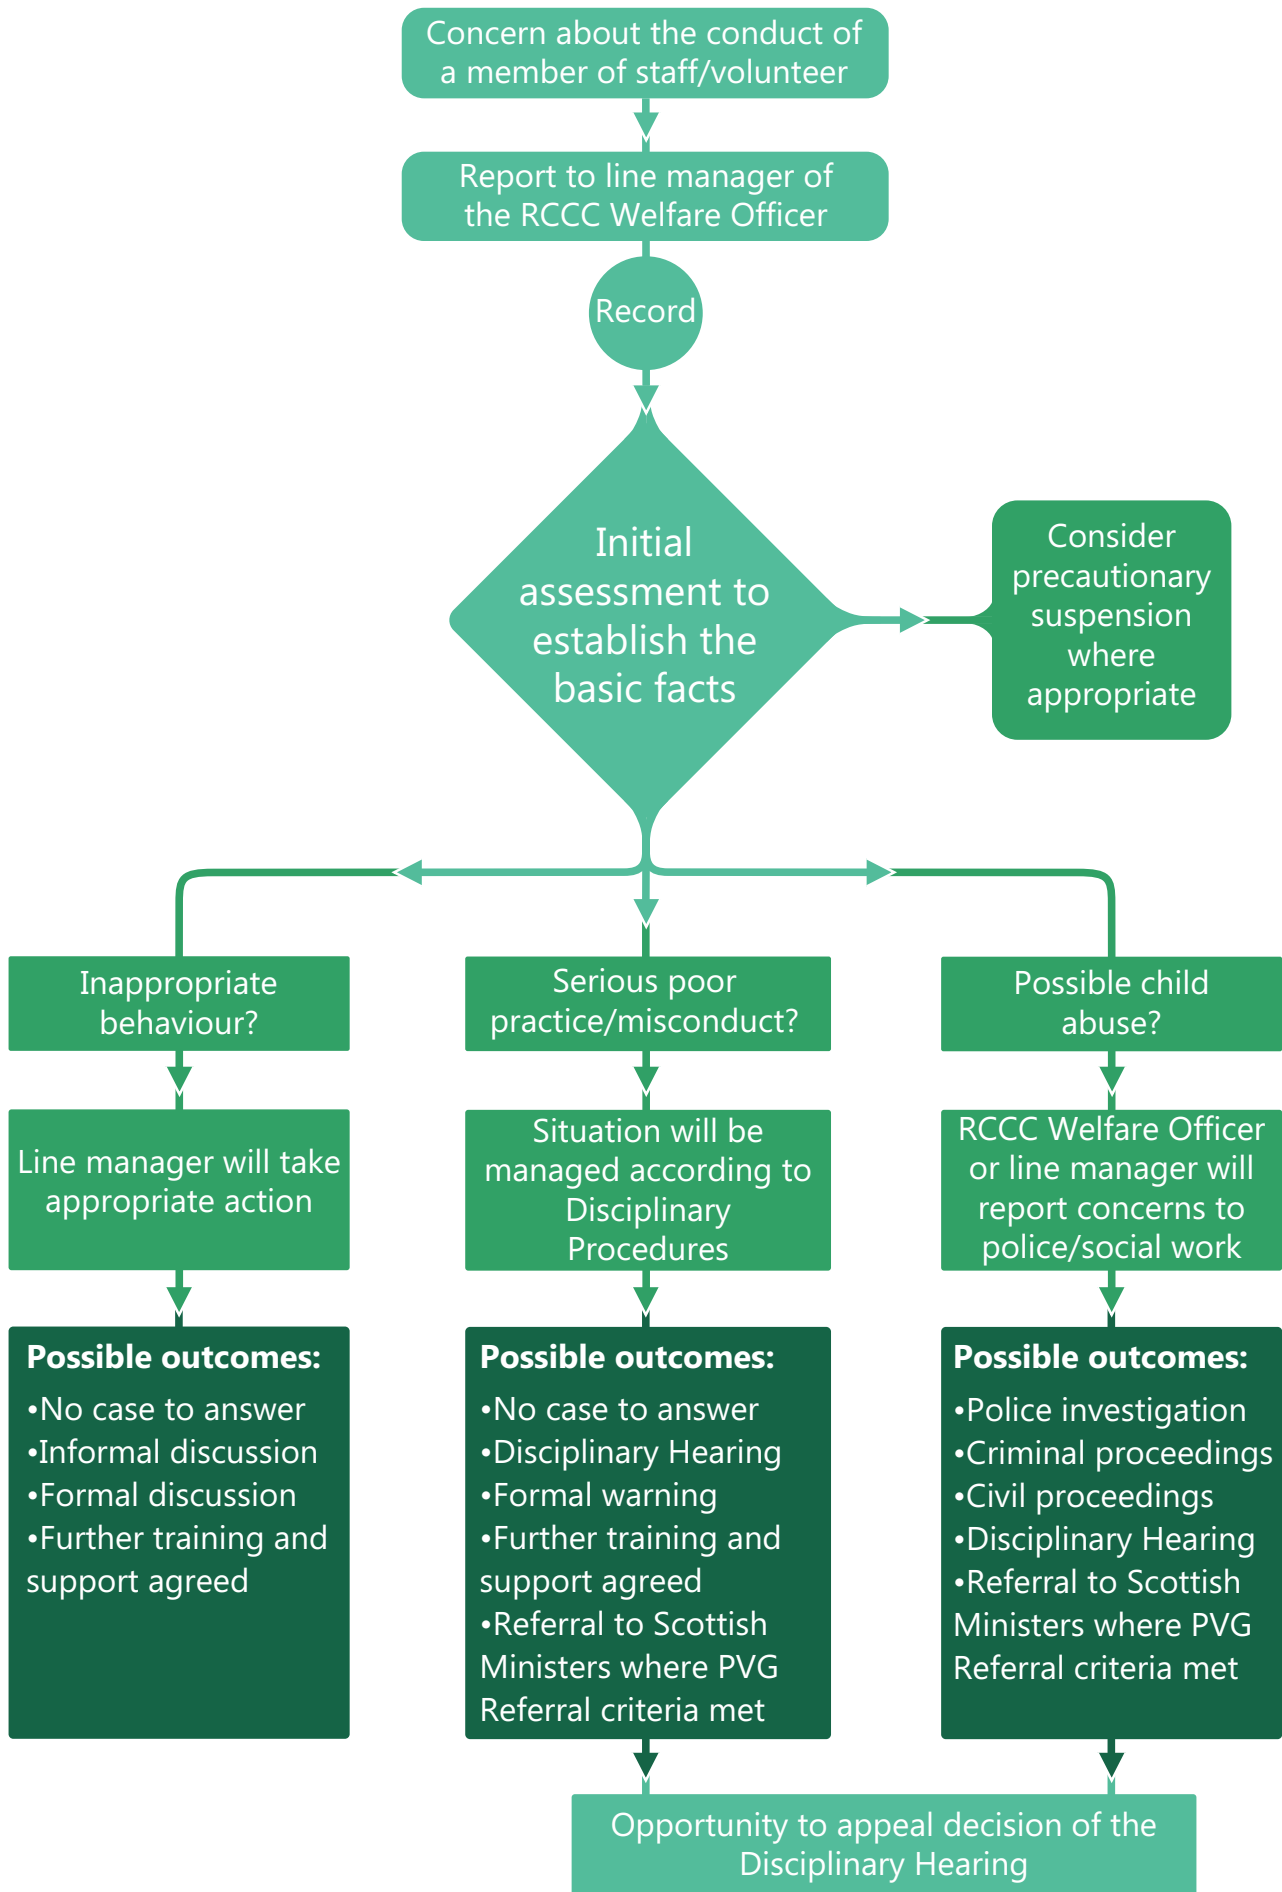 Concern about the conduct of
a member of staff/volunteer
Report to line manager of
the RCCC Welfare Officer
Record
Initial
assessment to
establish the
basic facts
Consider
precautionary
suspension
where
appropriate
Inappropriate
behaviour?
Line manager will take
appropriate action
Possible outcomes:
•No case to answer
•Informal discussion
•Formal discussion
•Further training and
support agreed
Serious poor
practice/misconduct?
Situation will be
managed according to
Disciplinary
Procedures
Possible outcomes:
•No case to answer
•Disciplinary Hearing
•Formal warning
•Further training and
support agreed
•Referral to Scottish
Ministers where PVG
Referral criteria met
Possible child
abuse?
RCCC Welfare Officer
or line manager will
report concerns to
police/social work
Possible outcomes:
•Police investigation
•Criminal proceedings
•Civil proceedings
•Disciplinary Hearing
•Referral to Scottish
Ministers where PVG
Referral criteria met
Opportunity to appeal decision of the
Disciplinary Hearing